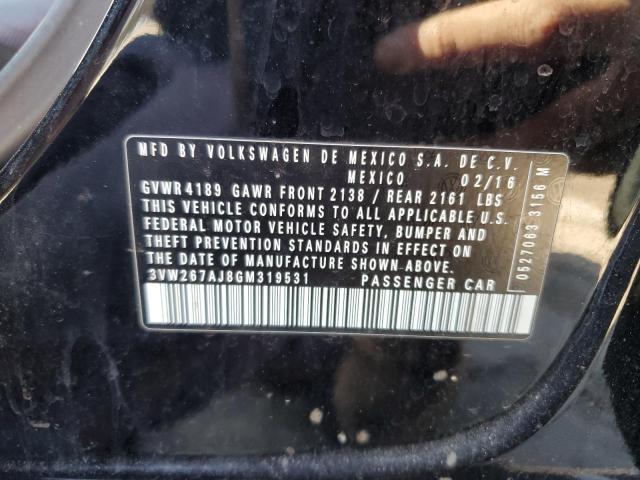 MFD BY VOLKSWAGEN DE MEXICO S.A. DE C.V.
MEXICO 02/16
GVWR 4189 GAWR FRONT 2138 / REAR 2161 LBS
THIS VEHICLE CONFORMS TO ALL APPLICABLE U.S.
FEDERAL MOTOR VEHICLE SAFETY, BUMPER AND
THEFT PREVENTION STANDARDS IN EFFECT ON
THE DATE OF MANUFACTURE SHOWN ABOVE.
3VW267AJ8GM319531 PASSENGER CAR
0527063 3156 M